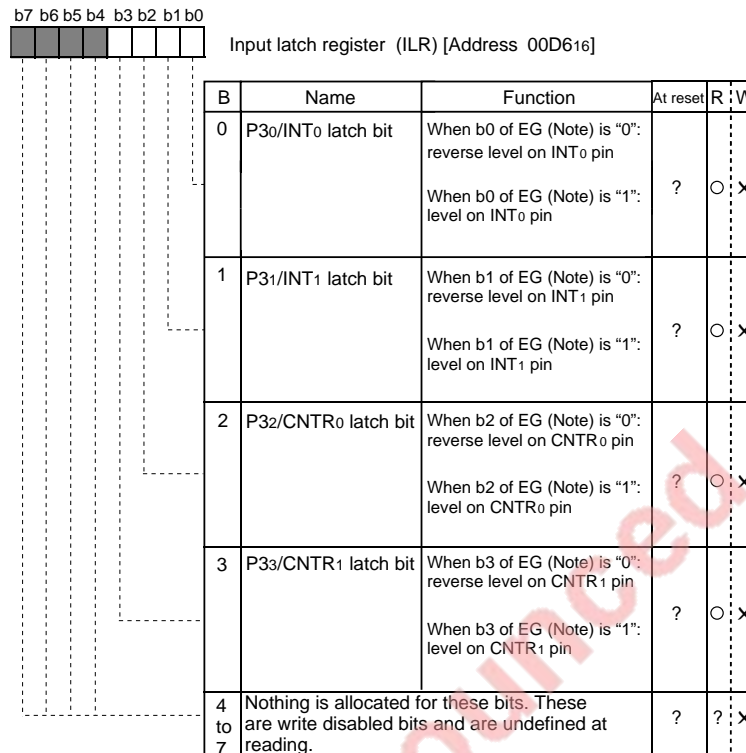 b7 b6 b5 b4 b3 b2 b1 b0
Input latch register (ILR) [Address 00D616]
B Name Function At reset R W
0 P30/INT0 latch bit When b0 of EG (Note) is “0”:
reverse level on INT0 pin
When b0 of EG (Note) is “1”:
level on INT0 pin
? ○ ×
1 P31/INT1 latch bit When b1 of EG (Note) is “0”:
reverse level on INT1 pin
When b1 of EG (Note) is “1”:
level on INT1 pin
? ○ ×
2 P32/CNTR0 latch bit When b2 of EG (Note) is “0”:
reverse level on CNTR0 pin
When b2 of EG (Note) is “1”:
level on CNTR0 pin
? ○ ×
3 P33/CNTR1 latch bit When b3 of EG (Note) is “0”:
reverse level on CNTR1 pin
When b3 of EG (Note) is “1”:
level on CNTR1 pin
? ○ ×
4 to 7 Nothing is allocated for these bits. These
are write disabled bits and are undefined at
reading.
? ? ×